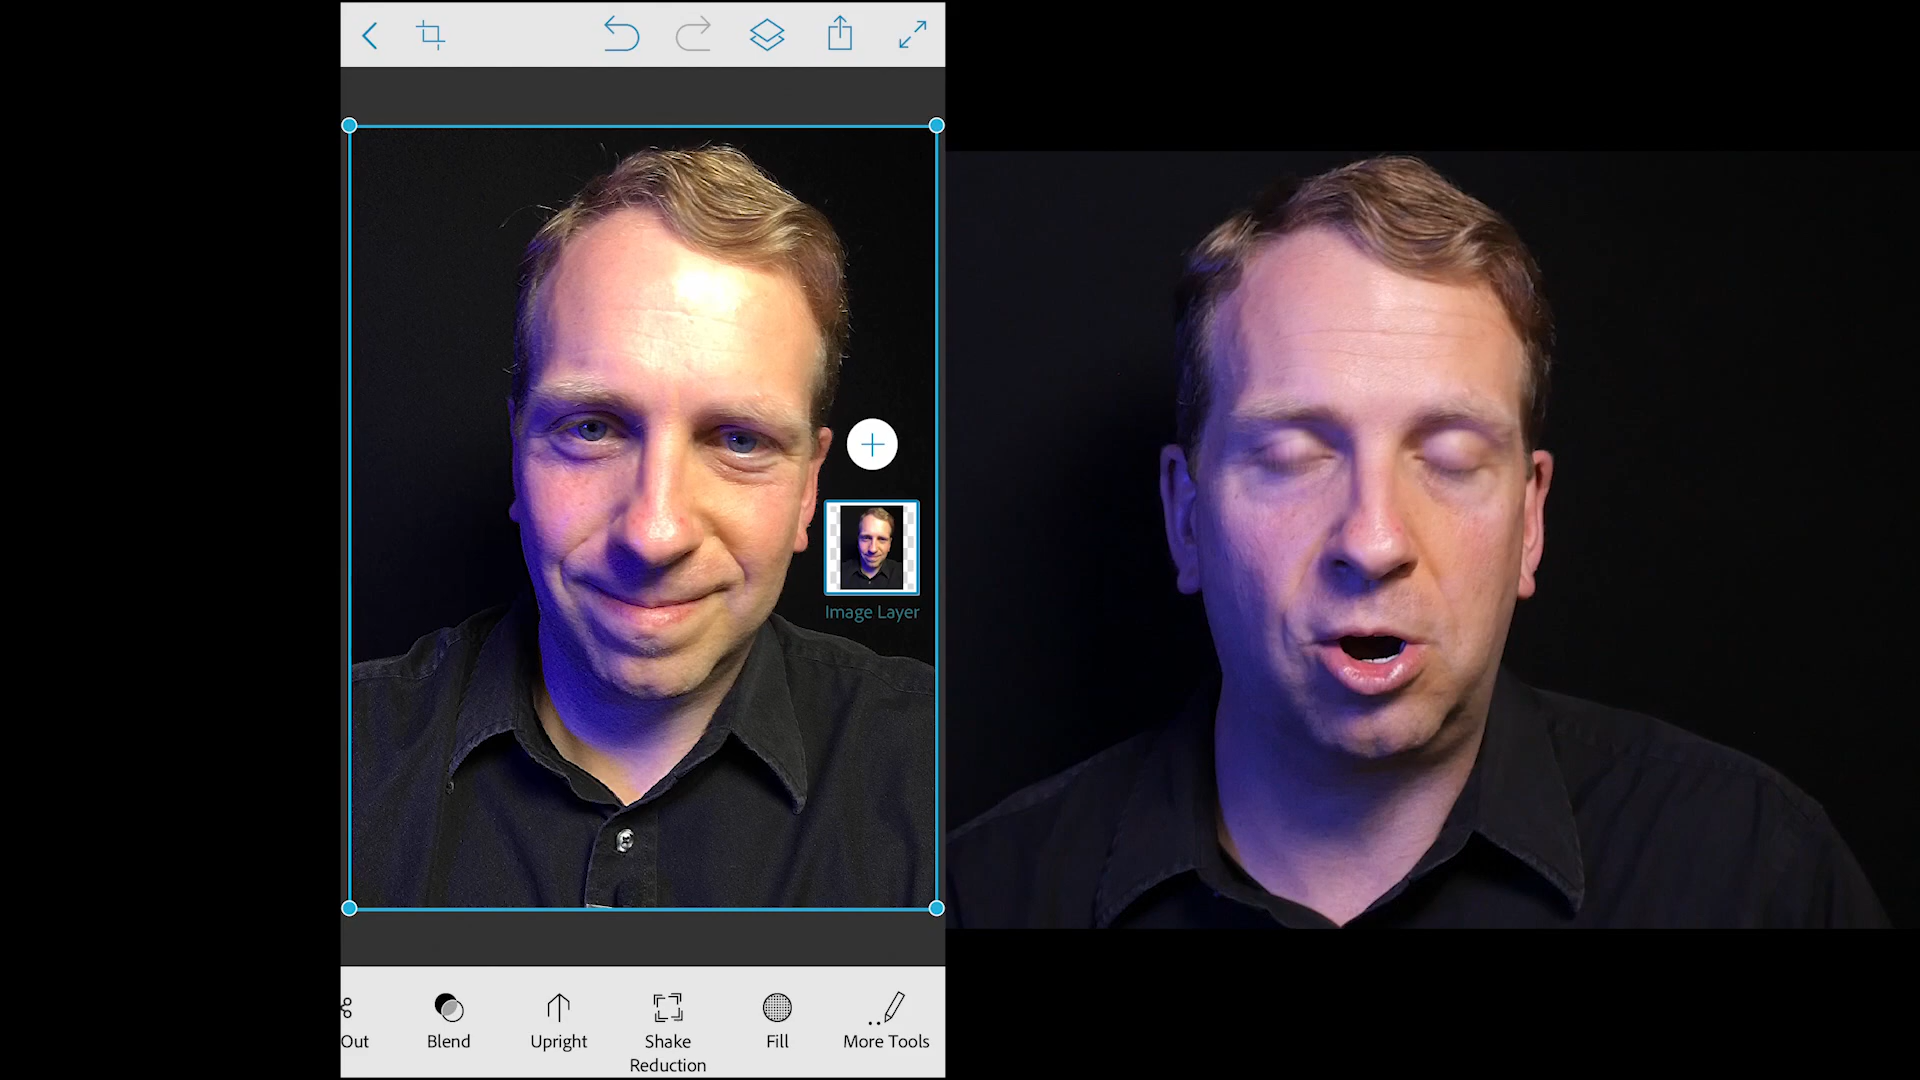 Image Layer
Out
Blend
Upright
Shake
Reduction
Fill
More Tools